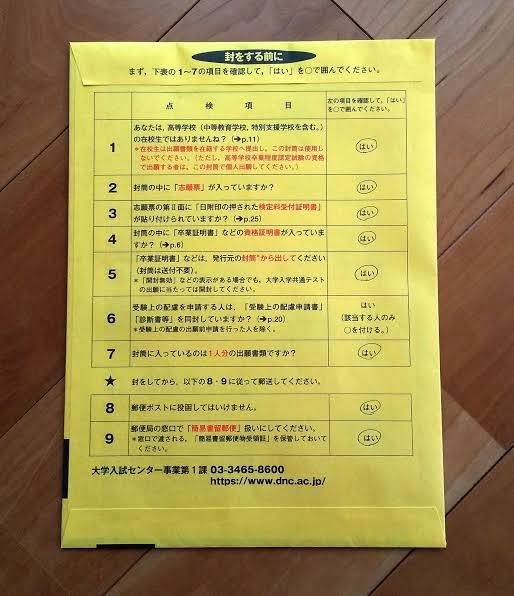 封をする前に
まず、下表の1〜7の項目を確認して,「はい」を○で囲んでください。
点検項目
左の項目を確認して,「はい」
を○で囲んでください。
1
あなたは,高等学校(中等教育学校,特別支援学校を含む。)
の在校生ではありませんね?(➔p.11)
*在校生は出願書類を在籍する学校へ提出し,この封筒は使用し
ないでください。(ただし,高等学校卒業程度認定試験の資格
で出願する者は,この封筒で個人出願してください。)
はい
2
封筒の中に「志願票」が入っていますか?
はい
3
志願票の第Ⅱ面に「日附印の押された検定料受付証明書」
が貼り付けられていますか?(➔p.25)
はい
4
封筒の中に「卒業証明書」などの資格証明書が入っていま
すか?(➔p.6)
はい
5
「卒業証明書」などは,発行元の封筒*から出してください
(封筒は送付不要)。
*「開封無効」などの表示がある場合でも,大学入学共通テスト
の出願に当たっては開封してください。
はい
6
受験上の配慮を申請する人は,「受験上の配慮申請書」
「診断書等」を同封していますか?(➔p.20)
*受験上の配慮の出願前申請を行った人を除く。
はい
(該当する人のみ
○を付ける。)
7
封筒に入っているのは1人分の出願書類ですか?
はい
★ 封をしてから,以下の8・9に従って郵送してください。
8
郵便ポストに投函してはいけません。
はい
9
郵便局の窓口で「簡易書留郵便」扱いにしてください。
*窓口で渡される,「簡易書留郵便物受領証」を保管しておいて
ください。
はい
大学入試センター事業第1課 03-3465-8600
https://www.dnc.ac.jp/